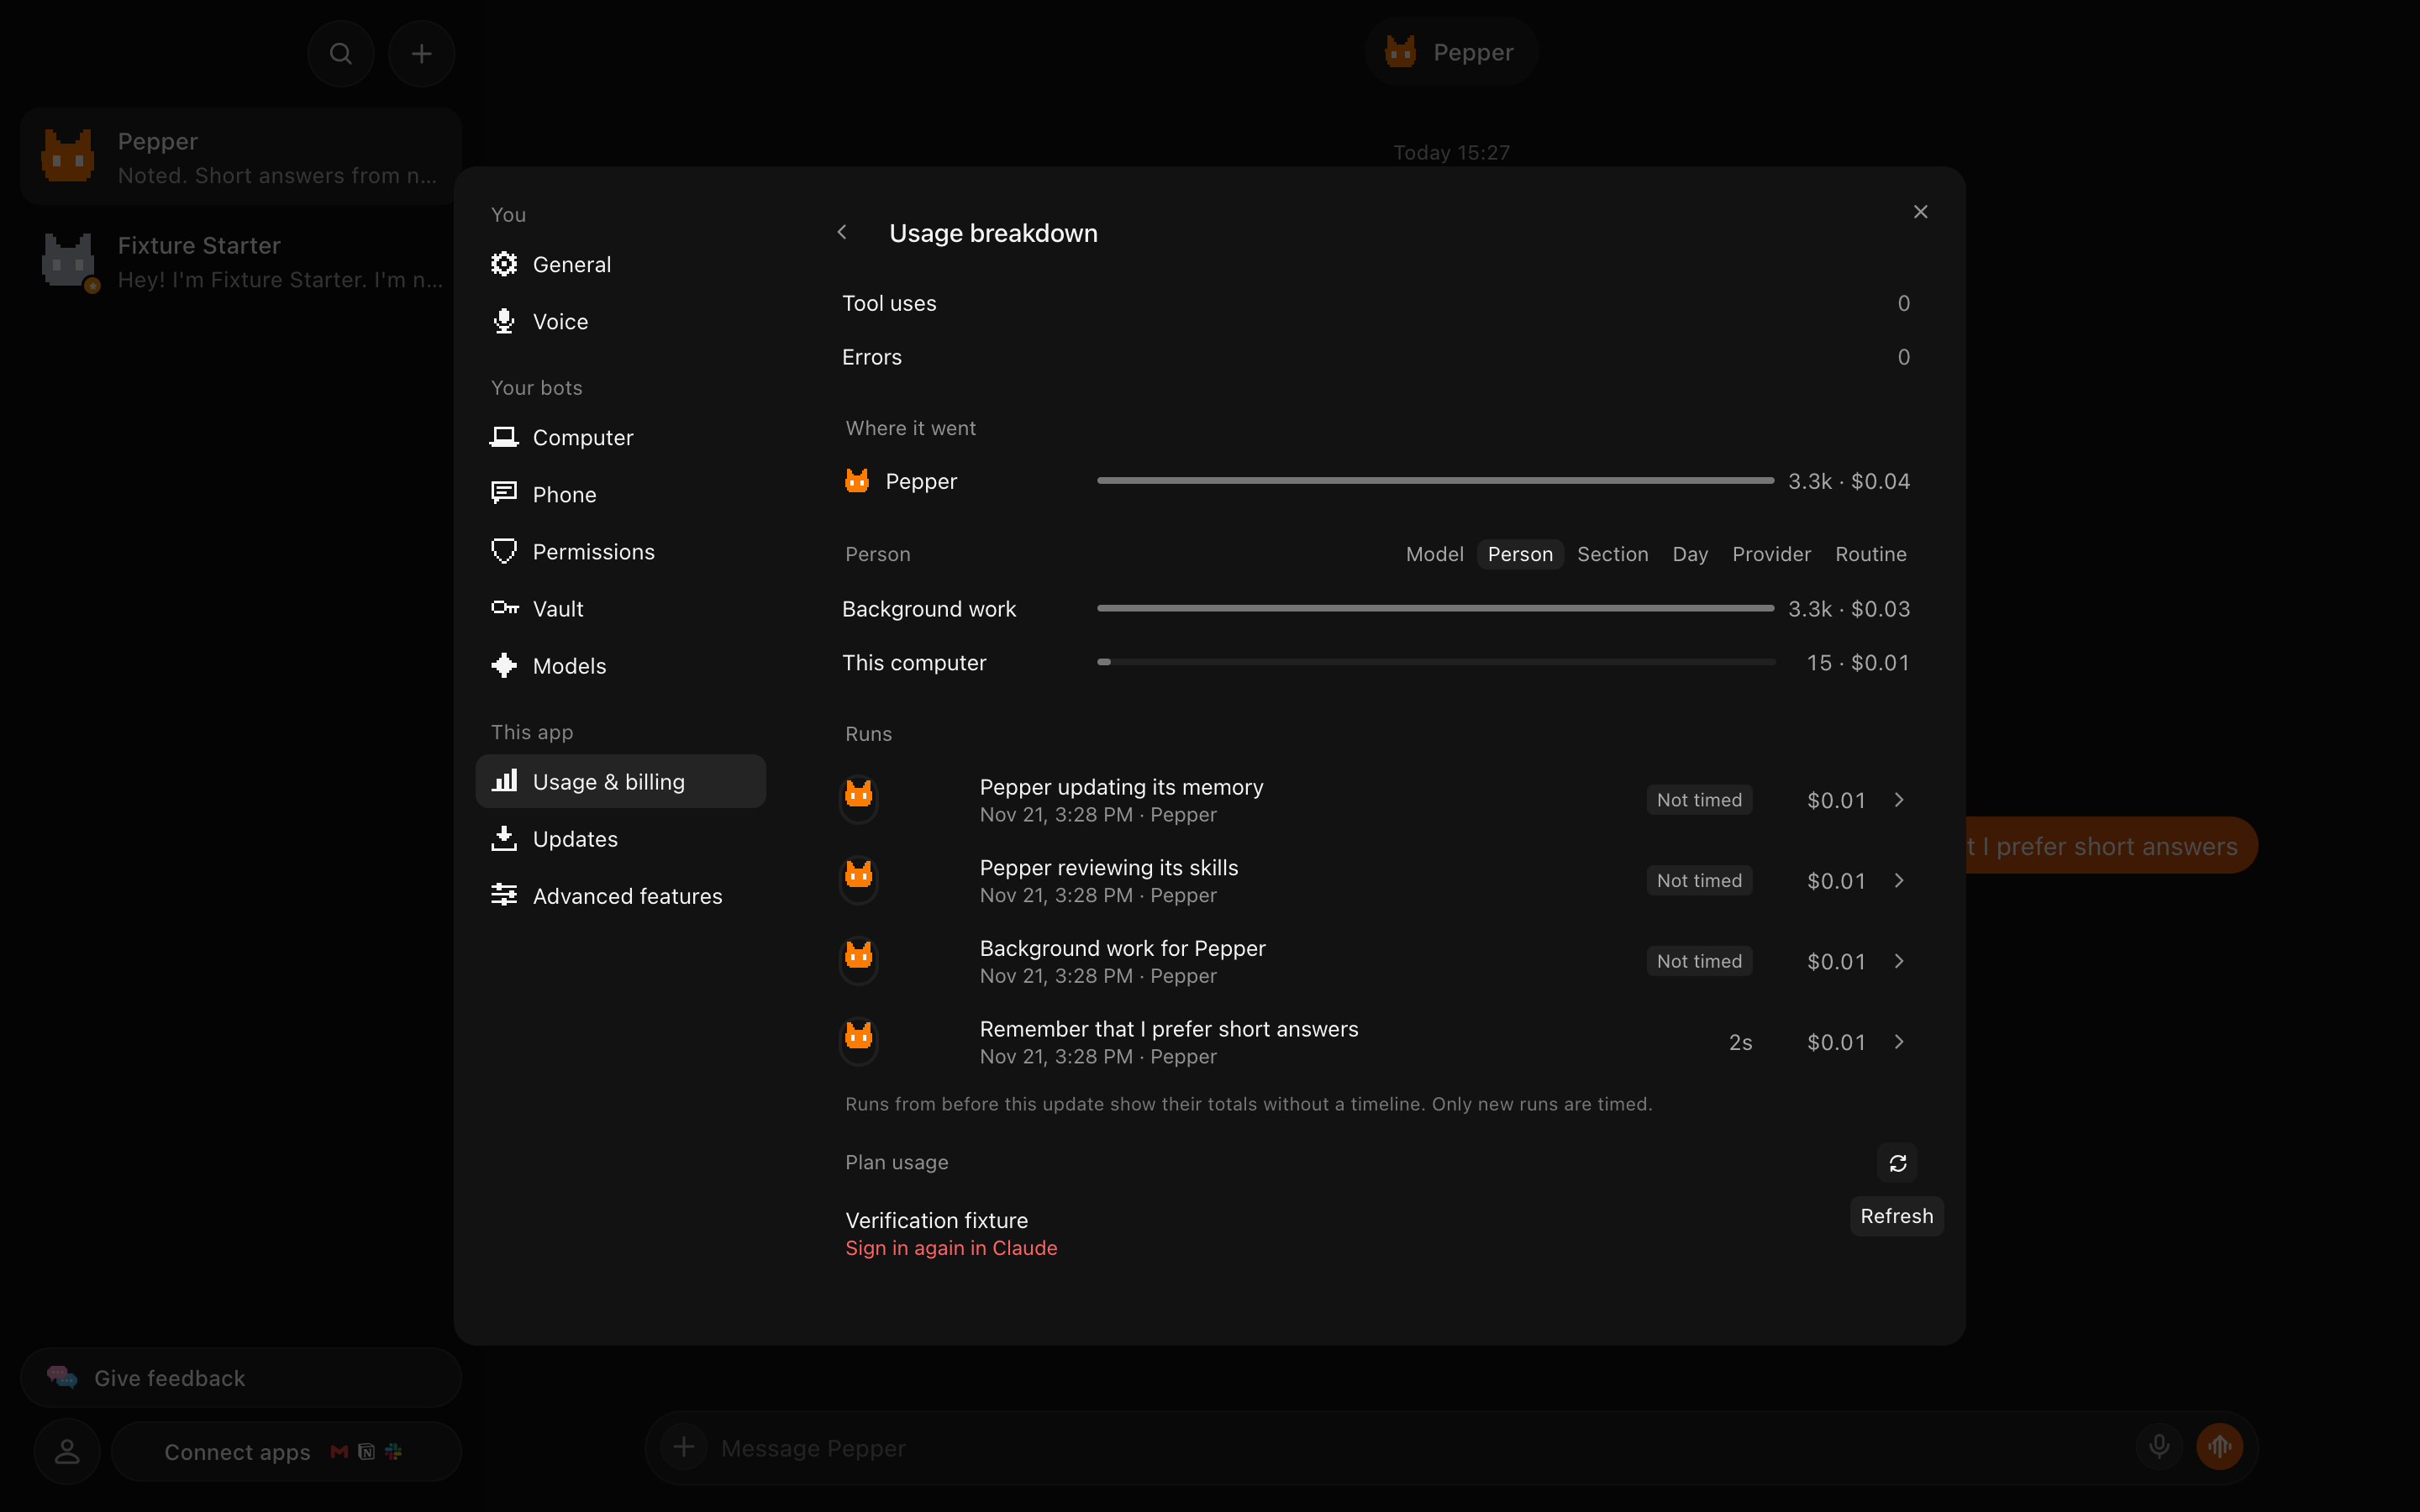 Pepper
Noted. Short answers from n...
Fixture Starter
Hey! I'm Fixture Starter. I'm n...
Give feedback
Connect apps
Pepper
Today 15:27
t I prefer short answers
Message Pepper
You
General
Voice
Your bots
Computer
Phone
Permissions
Vault
Models
This app
Usage & billing
Updates
Advanced features
Usage breakdown
Tool uses 0
Errors 0
Where it went
Pepper 3.3k · $0.04
Person Model Person Section Day Provider Routine
Background work 3.3k · $0.03
This computer 15 · $0.01
Runs
Pepper updating its memory
Nov 21, 3:28 PM · Pepper
Not timed $0.01
Pepper reviewing its skills
Nov 21, 3:28 PM · Pepper
Not timed $0.01
Background work for Pepper
Nov 21, 3:28 PM · Pepper
Not timed $0.01
Remember that I prefer short answers
Nov 21, 3:28 PM · Pepper
2s $0.01
Runs from before this update show their totals without a timeline. Only new runs are timed.
Plan usage
Refresh
Verification fixture
Sign in again in Claude